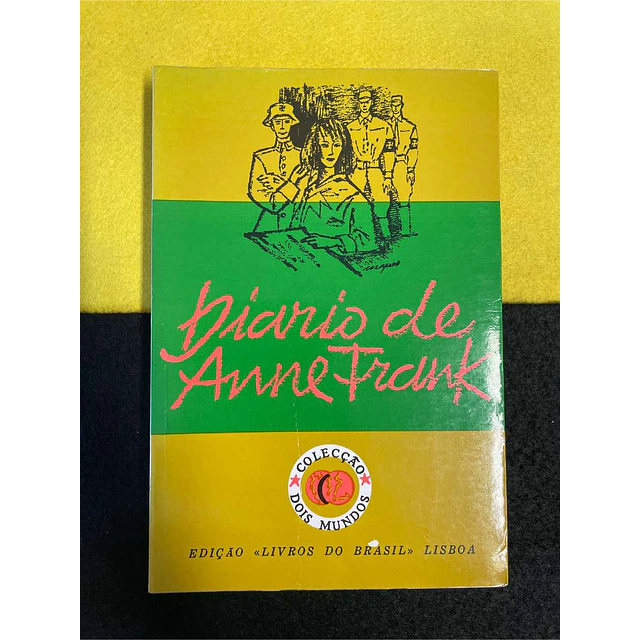 Diario de
Anne Frank
COLECÇÃO
DOIS MUNDOS
EDIÇÃO «LIVROS DO BRASIL» LISBOA